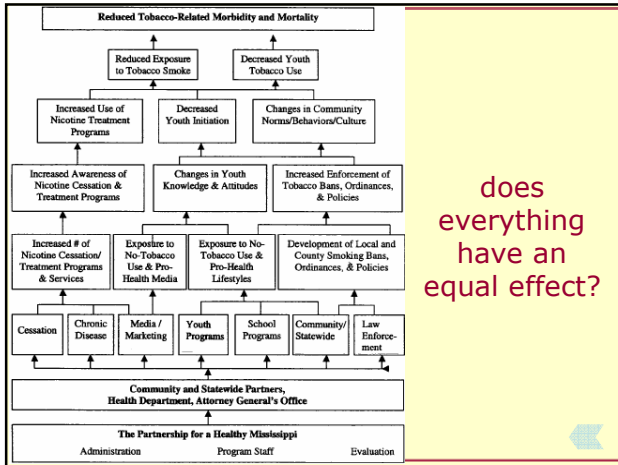 Reduced Tobacco-Related Morbidity and Mortality
Reduced Exposure
to Tobacco Smoke
Decreased Youth
Tobacco Use
Increased Use of
Nicotine Treatment
Programs
Decreased
Youth Initiation
Changes in Community
Norms/Behaviors/Culture
Increased Awareness of
Nicotine Cessation &
Treatment Programs
Changes in Youth
Knowledge & Attitudes
Increased Enforcement of
Tobacco Bans, Ordinances,
& Policies
Increased # of
Nicotine Cessation/
Treatment Programs
& Services
Exposure to
No-Tobacco
Use & Pro-
Health Media
Exposure to No-
Tobacco Use &
Pro-Health
Lifestyles
Development of Local and
County Smoking Bans,
Ordinances, & Policies
Cessation
Chronic
Disease
Media /
Marketing
Youth
Programs
School
Programs
Community/
Statewide
Law
Enforce-
ment
Community and Statewide Partners,
Health Department, Attorney General's Office
The Partnership for a Healthy Mississippi
Administration Program Staff Evaluation
does
everything
have an
equal effect?